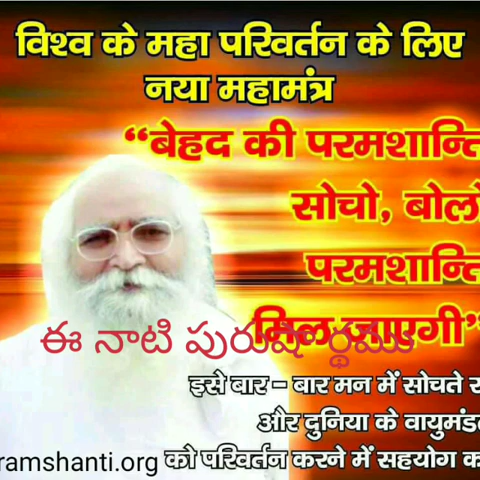 विश्व के महा परिवर्तन के लिए
नया महामंत्र
“बेहद की परमशान्ति
सोचो, बोलो
परमशान्ति
मिल जाएगी”
ఈ నాటి పురుషార్థము
इसे बार - बार मन में सोचते
और दुनिया के वायुमंड
ramshanti.org को परिवर्तन करने में सहयोग क